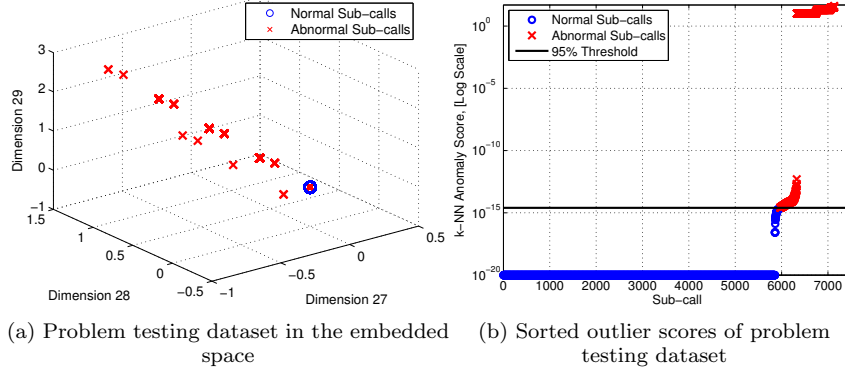 Normal Sub-calls
Abnormal Sub-calls
3
2
1
0
-1
Dimension 29
1.5
1
0.5
0
-0.5
Dimension 28
-1
-0.5
0
0.5
Dimension 27
(a) Problem testing dataset in the embedded
space
Normal Sub-calls
Abnormal Sub-calls
95% Threshold
10^0
10^-5
10^-10
10^-15
10^-20
k-NN Anomaly Score, [Log Scale]
0 1000 2000 3000 4000 5000 6000 7000
Sub-call
(b) Sorted outlier scores of problem
testing dataset